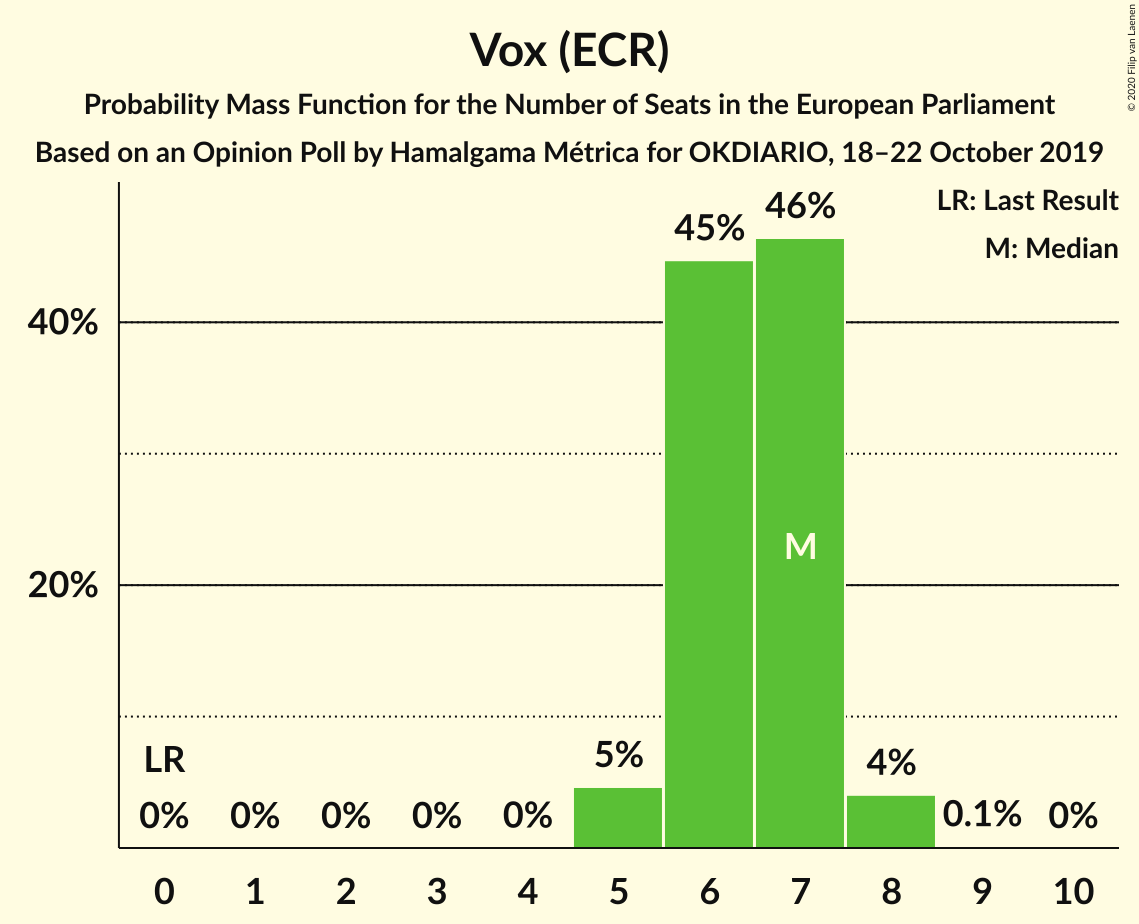 Vox (ECR)
Probability Mass Function for the Number of Seats in the European Parliament
Based on an Opinion Poll by Hamalgama Métrica for OKDIARIO, 18–22 October 2019
© 2020 Filip van Laenen
LR: Last Result
M: Median
45%
46%
40%
M
20%
LR
5%
4%
0%
0%
0%
0%
0%
0.1%
0%
0 1 2 3 4 5 6 7 8 9 10